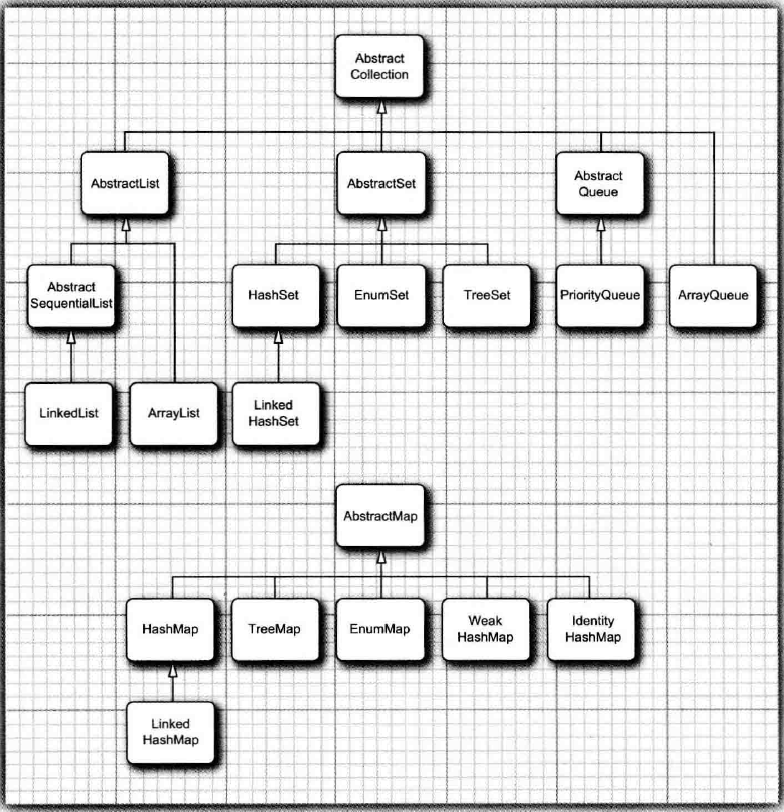 Abstract
Collection
AbstractList
AbstractSet
Abstract
Queue
Abstract
SequentialList
HashSet
EnumSet
TreeSet
PriorityQueue
ArrayQueue
LinkedList
ArrayList
Linked
HashSet
AbstractMap
HashMap
TreeMap
EnumMap
Weak
HashMap
Identity
HashMap
Linked
HashMap